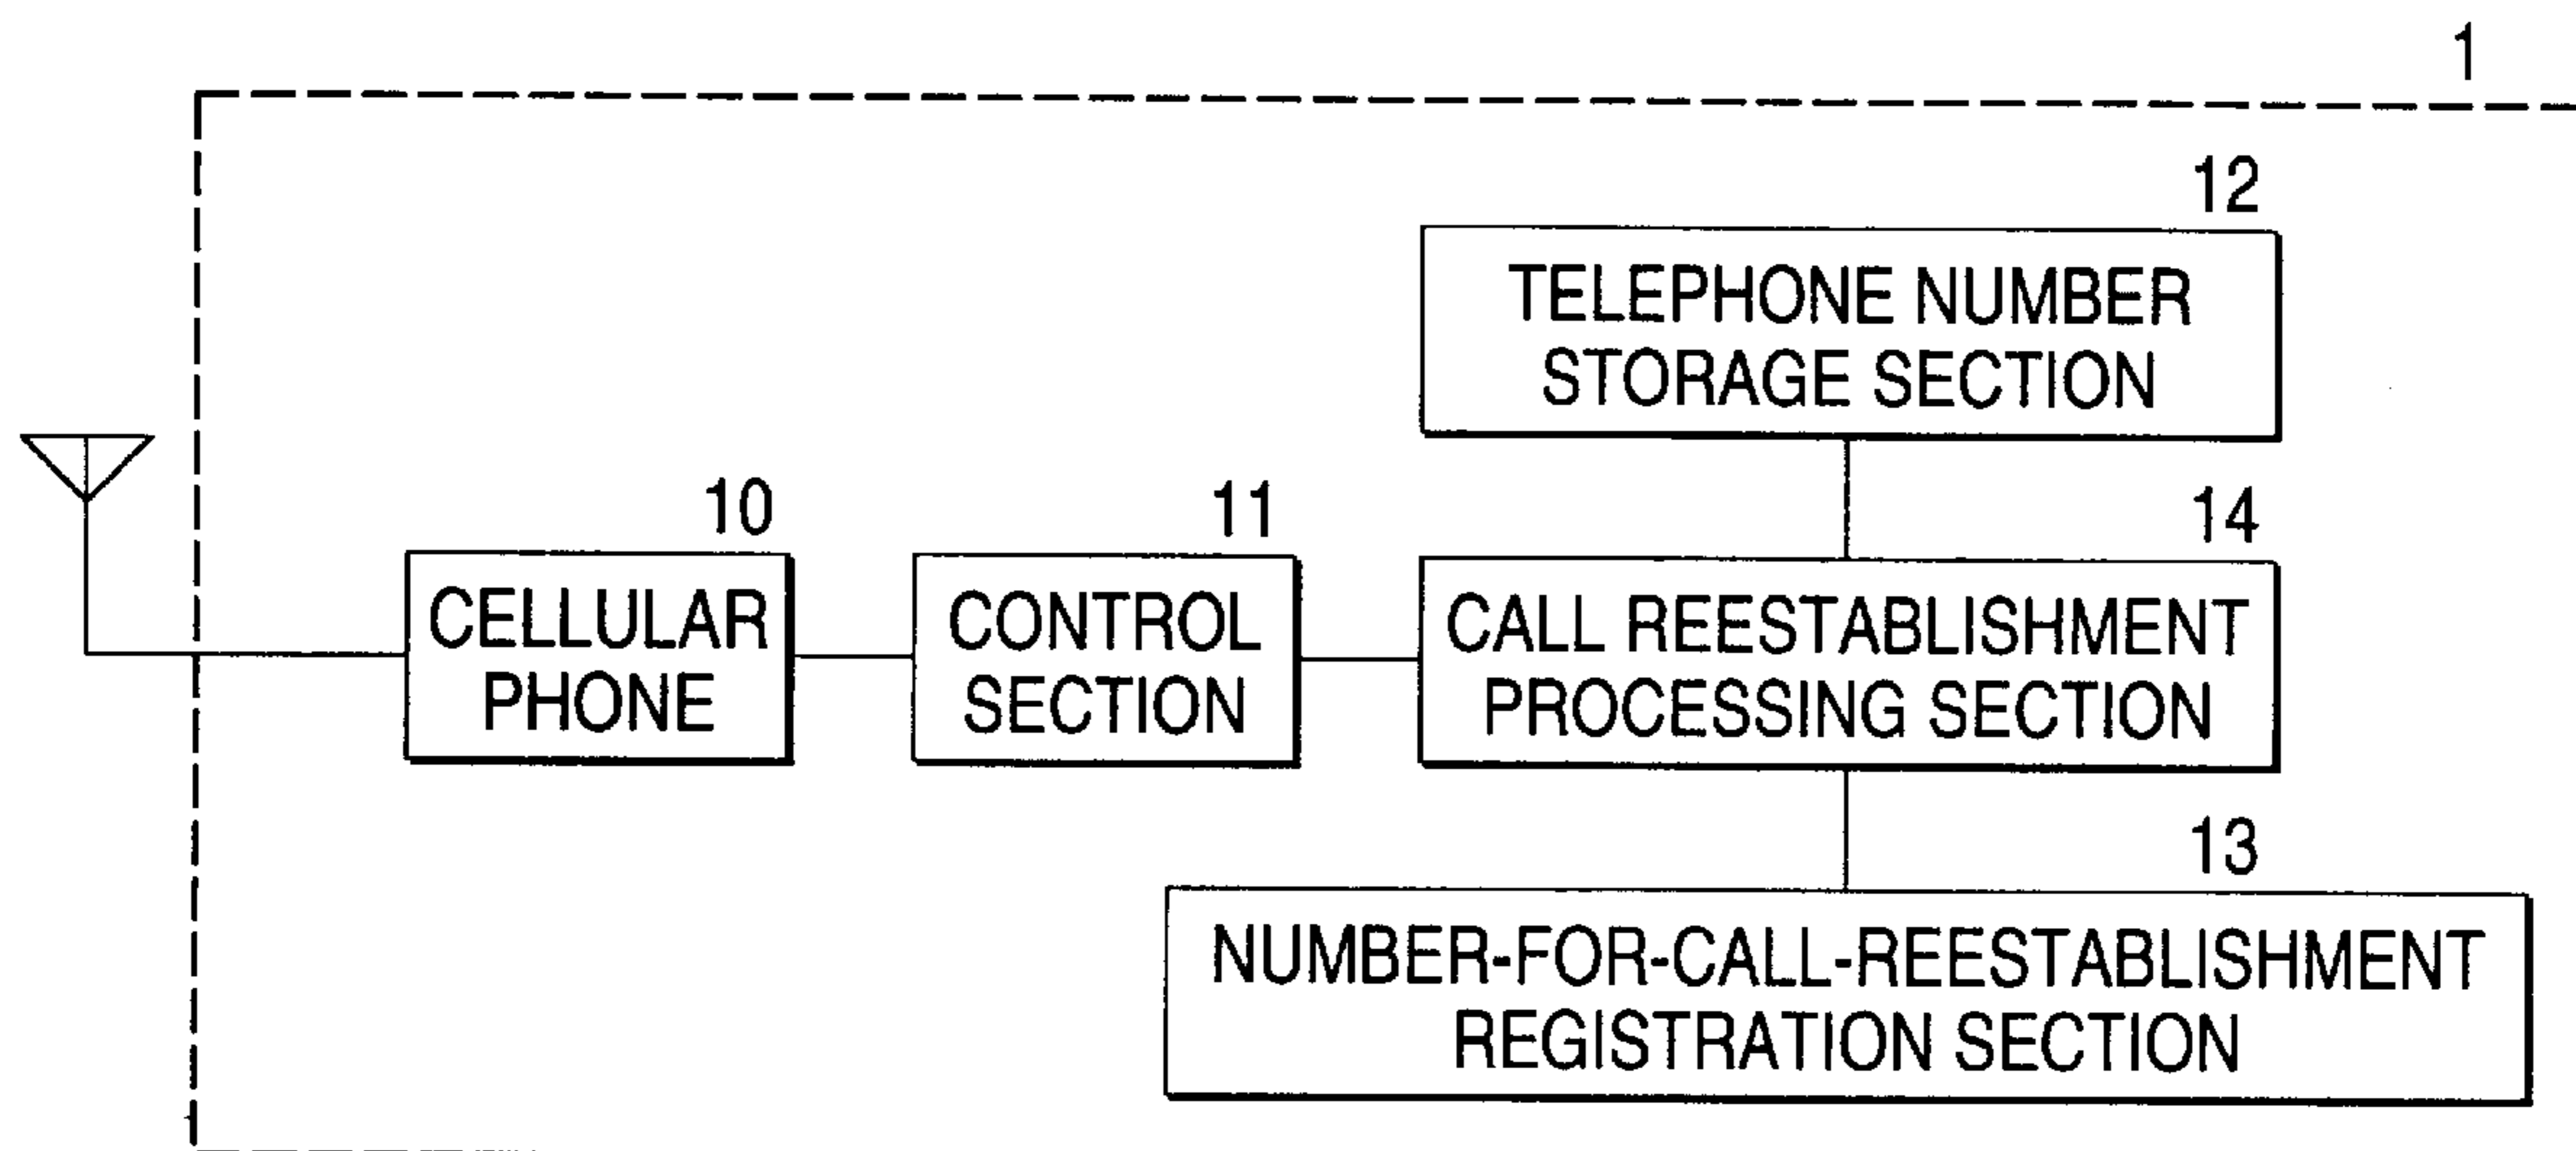 1
12
TELEPHONE NUMBER
STORAGE SECTION
10
CELLULAR
PHONE
11
CONTROL
SECTION
14
CALL REESTABLISHMENT
PROCESSING SECTION
13
NUMBER-FOR-CALL-REESTABLISHMENT
REGISTRATION SECTION